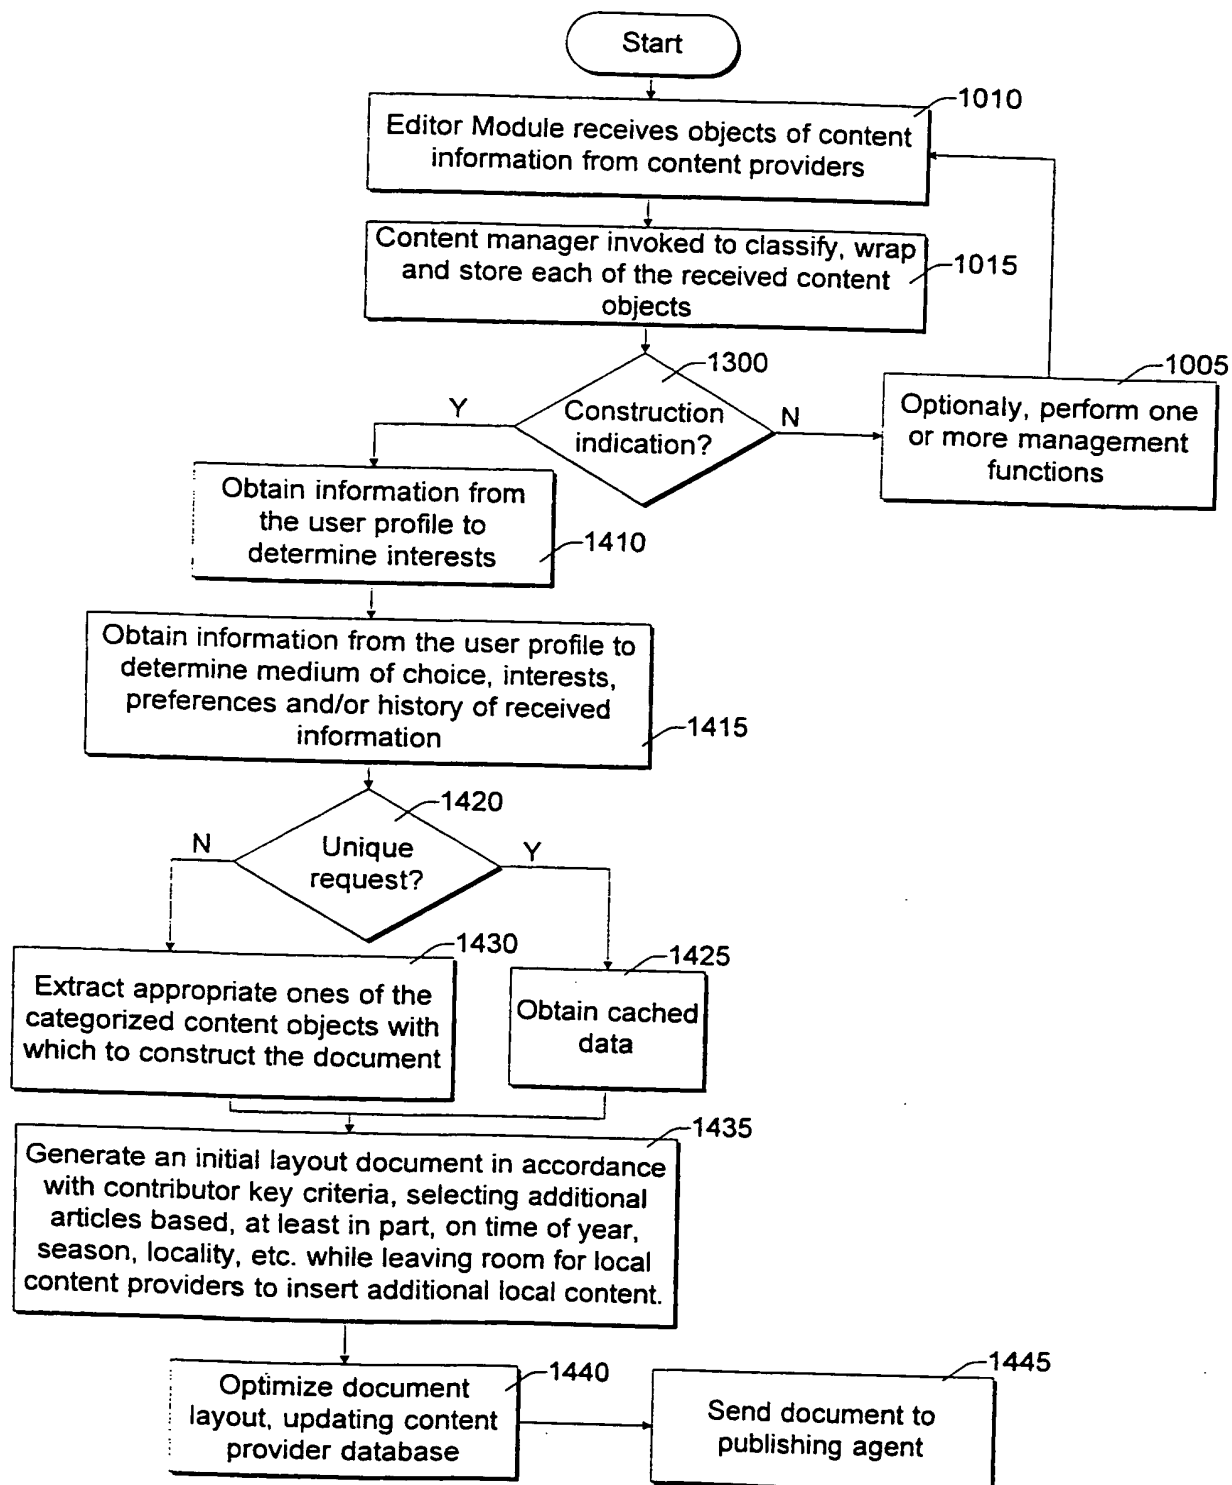 Start
1010
Editor Module receives objects of content
information from content providers
Content manager invoked to classify, wrap
and store each of the received content
objects
1015
1300
Construction
indication?
Y
N
1005
Optionaly, perform one
or more management
functions
Obtain information from
the user profile to
determine interests
1410
Obtain information from the user profile to
determine medium of choice, interests,
preferences and/or history of received
information
1415
1420
Unique
request?
N
Y
1430
Extract appropriate ones of the
categorized content objects with
which to construct the document
1425
Obtain cached
data
1435
Generate an initial layout document in accordance
with contributor key criteria, selecting additional
articles based, at least in part, on time of year,
season, locality, etc. while leaving room for local
content providers to insert additional local content.
1440
Optimize document
layout, updating content
provider database
1445
Send document to
publishing agent